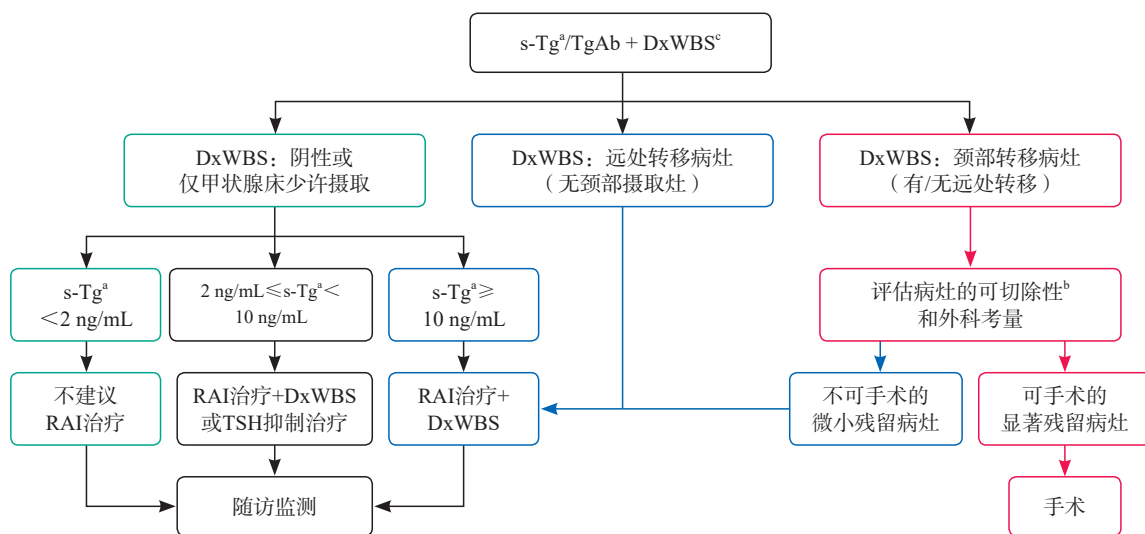 s-Tgᵃ/TgAb + DxWBSᶜ
DxWBS：阴性或
仅甲状腺床少许摄取
DxWBS：远处转移病灶
（无颈部摄取灶）
DxWBS：颈部转移病灶
（有/无远处转移）
s-Tgᵃ
＜2 ng/mL
2 ng/mL≤s-Tgᵃ＜
10 ng/mL
s-Tgᵃ≥
10 ng/mL
评估病灶的可切除性ᵇ
和外科考量
不建议
RAI治疗
RAI治疗+DxWBS
或TSH抑制治疗
RAI治疗+
DxWBS
不可手术的
微小残留病灶
可手术的
显著残留病灶
随访监测
手术